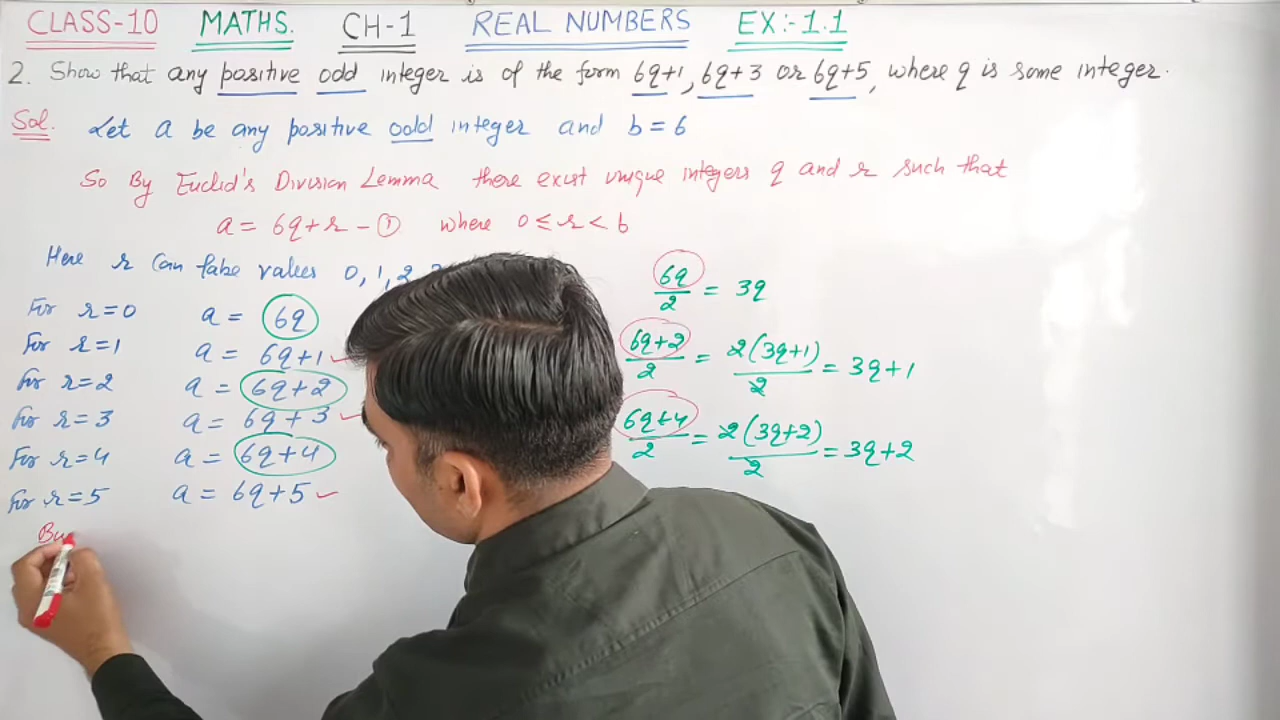 CLASS-10 MATHS. CH-1 REAL NUMBERS EX:-1.1
2. Show that any positive odd integer is of the form 6q+1, 6q+3 or 6q+5, where q is some integer.
Sol. Let a be any positive odd integer and b = 6
So By Euclid's Division Lemma there exist unique integers q and r such that
a = 6q+r - ① where 0 ≤ r < b
Here r can take values 0, 1, 2,
For r=0 a = 6q
For r=1 a = 6q+1 ✓
For r=2 a = 6q+2
For r=3 a = 6q+3 ✓
For r=4 a = 6q+4
For r=5 a = 6q+5 ✓
Bu
6q/2 = 3q
6q+2/2 = 2(3q+1)/2 = 3q+1
6q+4/2 = 2(3q+2)/2 = 3q+2